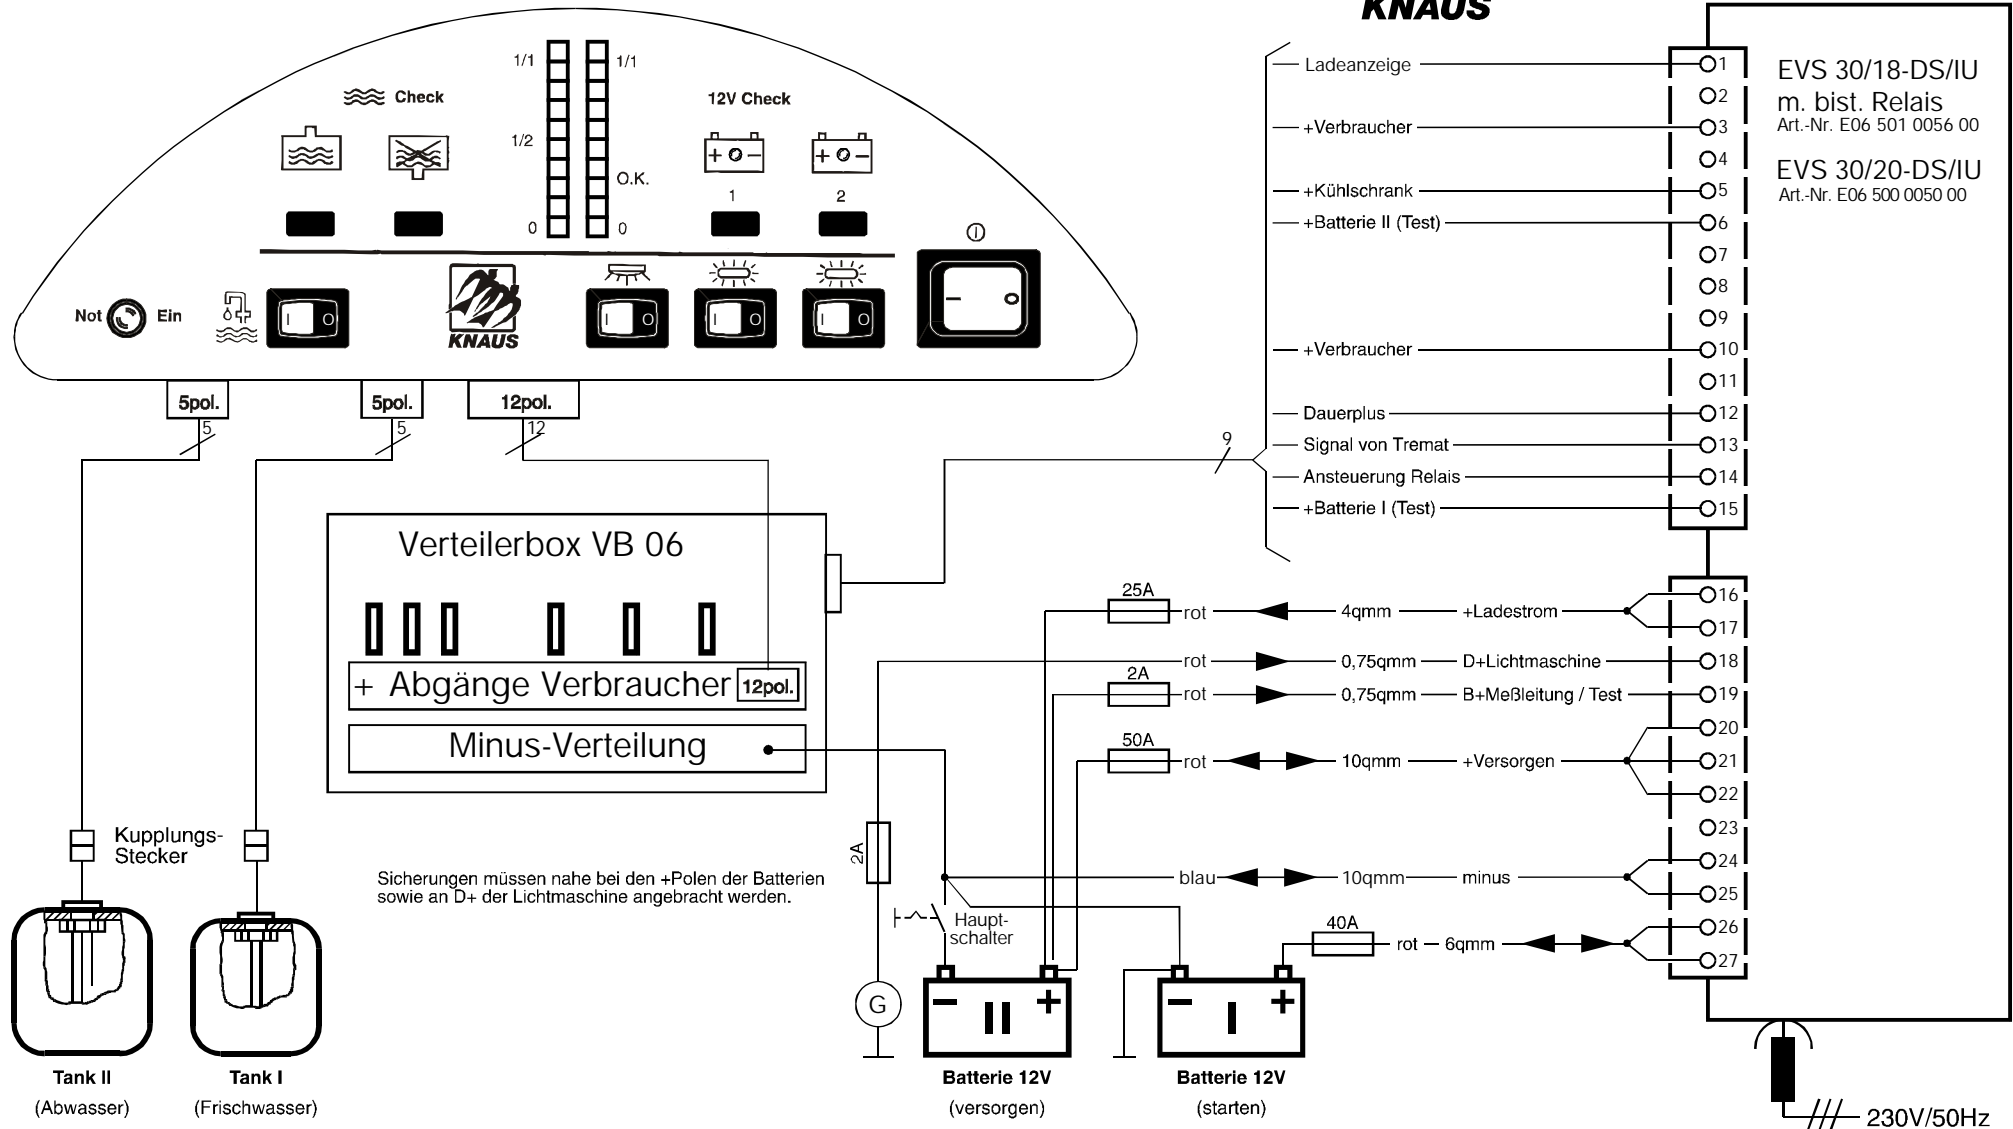 KNAUS
1/1
1/1
Check
12V Check
1/2
+ −
+ −
O.K.
1
2
0
0
Not
Ein
I O
KNAUS
I O
I O
I O
− O
5pol.
5pol.
12pol.
5
5
12
Verteilerbox VB 06
+ Abgänge Verbraucher
12pol.
Minus-Verteilung
Kupplungs-
Stecker
Sicherungen müssen nahe bei den +Polen der Batterien
sowie an D+ der Lichtmaschine angebracht werden.
Tank II
(Abwasser)
Tank I
(Frischwasser)
9
Ladeanzeige
1
2
+Verbraucher
3
4
+Kühlschrank
5
+Batterie II (Test)
6
7
8
9
+Verbraucher
10
11
Dauerplus
12
Signal von Tremat
13
Ansteuerung Relais
14
+Batterie I (Test)
15
EVS 30/18-DS/IU
m. bist. Relais
Art.-Nr. E06 501 0056 00
EVS 30/20-DS/IU
Art.-Nr. E06 500 0050 00
25A
rot 4qmm +Ladestrom
16
17
rot 0,75qmm D+Lichtmaschine
18
2A
rot 0,75qmm B+Meßleitung / Test
19
50A
rot 10qmm +Versorgen
20
21
22
23
2A
blau 10qmm minus
24
25
Haupt-
schalter
40A
rot 6qmm
26
27
G
− II +
− I +
Batterie 12V
(versorgen)
Batterie 12V
(starten)
230V/50Hz